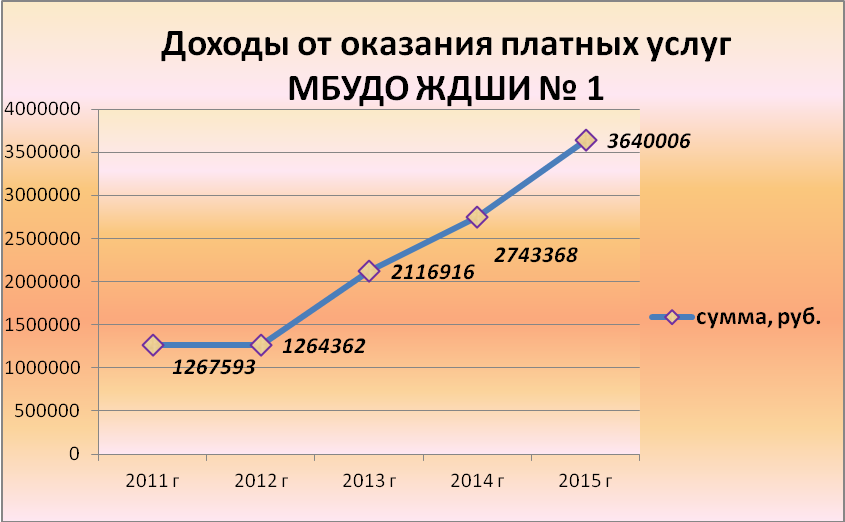 Доходы от оказания платных услуг
МБУДО ЖДШИ № 1
4000000
3500000
3000000
2500000
2000000
1500000
1000000
500000
0
3640006
2743368
2116916
1264362
1267593
сумма, руб.
2011 г
2012 г
2013 г
2014 г
2015 г